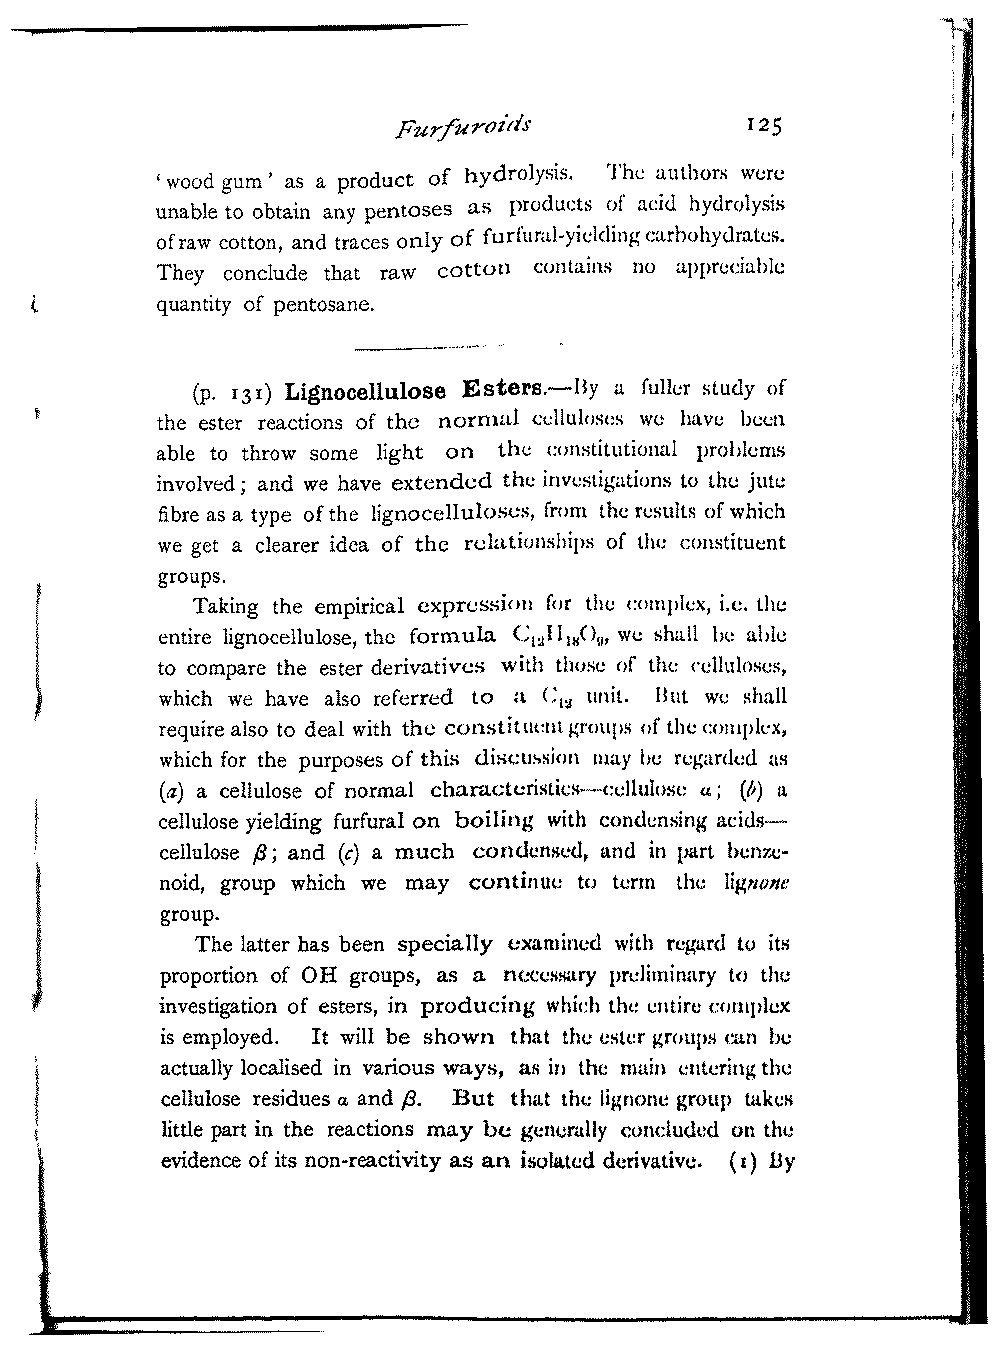 Furfuroids 125
‘wood gum’ as a product of hydrolysis. The authors were
unable to obtain any pentoses as products of acid hydrolysis
of raw cotton, and traces only of furfural-yielding carbohydrates.
They conclude that raw cotton contains no appreciable
quantity of pentosane.
(p. 131) Lignocellulose Esters.—By a fuller study of
the ester reactions of the normal celluloses we have been
able to throw some light on the constitutional problems
involved; and we have extended the investigations to the jute
fibre as a type of the lignocelluloses, from the results of which
we get a clearer idea of the relationships of the constituent
groups.
Taking the empirical expression for the complex, i.e. the
entire lignocellulose, the formula C₁₂H₁₈O₉, we shall be able
to compare the ester derivatives with those of the celluloses,
which we have also referred to a C₁₂ unit. But we shall
require also to deal with the constituent groups of the complex,
which for the purposes of this discussion may be regarded as
(a) a cellulose of normal characteristics—cellulose α; (b) a
cellulose yielding furfural on boiling with condensing acids—
cellulose β; and (c) a much condensed, and in part benze-
noid, group which we may continue to term the lignone
group.
The latter has been specially examined with regard to its
proportion of OH groups, as a necessary preliminary to the
investigation of esters, in producing which the entire complex
is employed. It will be shown that the ester groups can be
actually localised in various ways, as in the main entering the
cellulose residues α and β. But that the lignone group takes
little part in the reactions may be generally concluded on the
evidence of its non-reactivity as an isolated derivative. (1) By